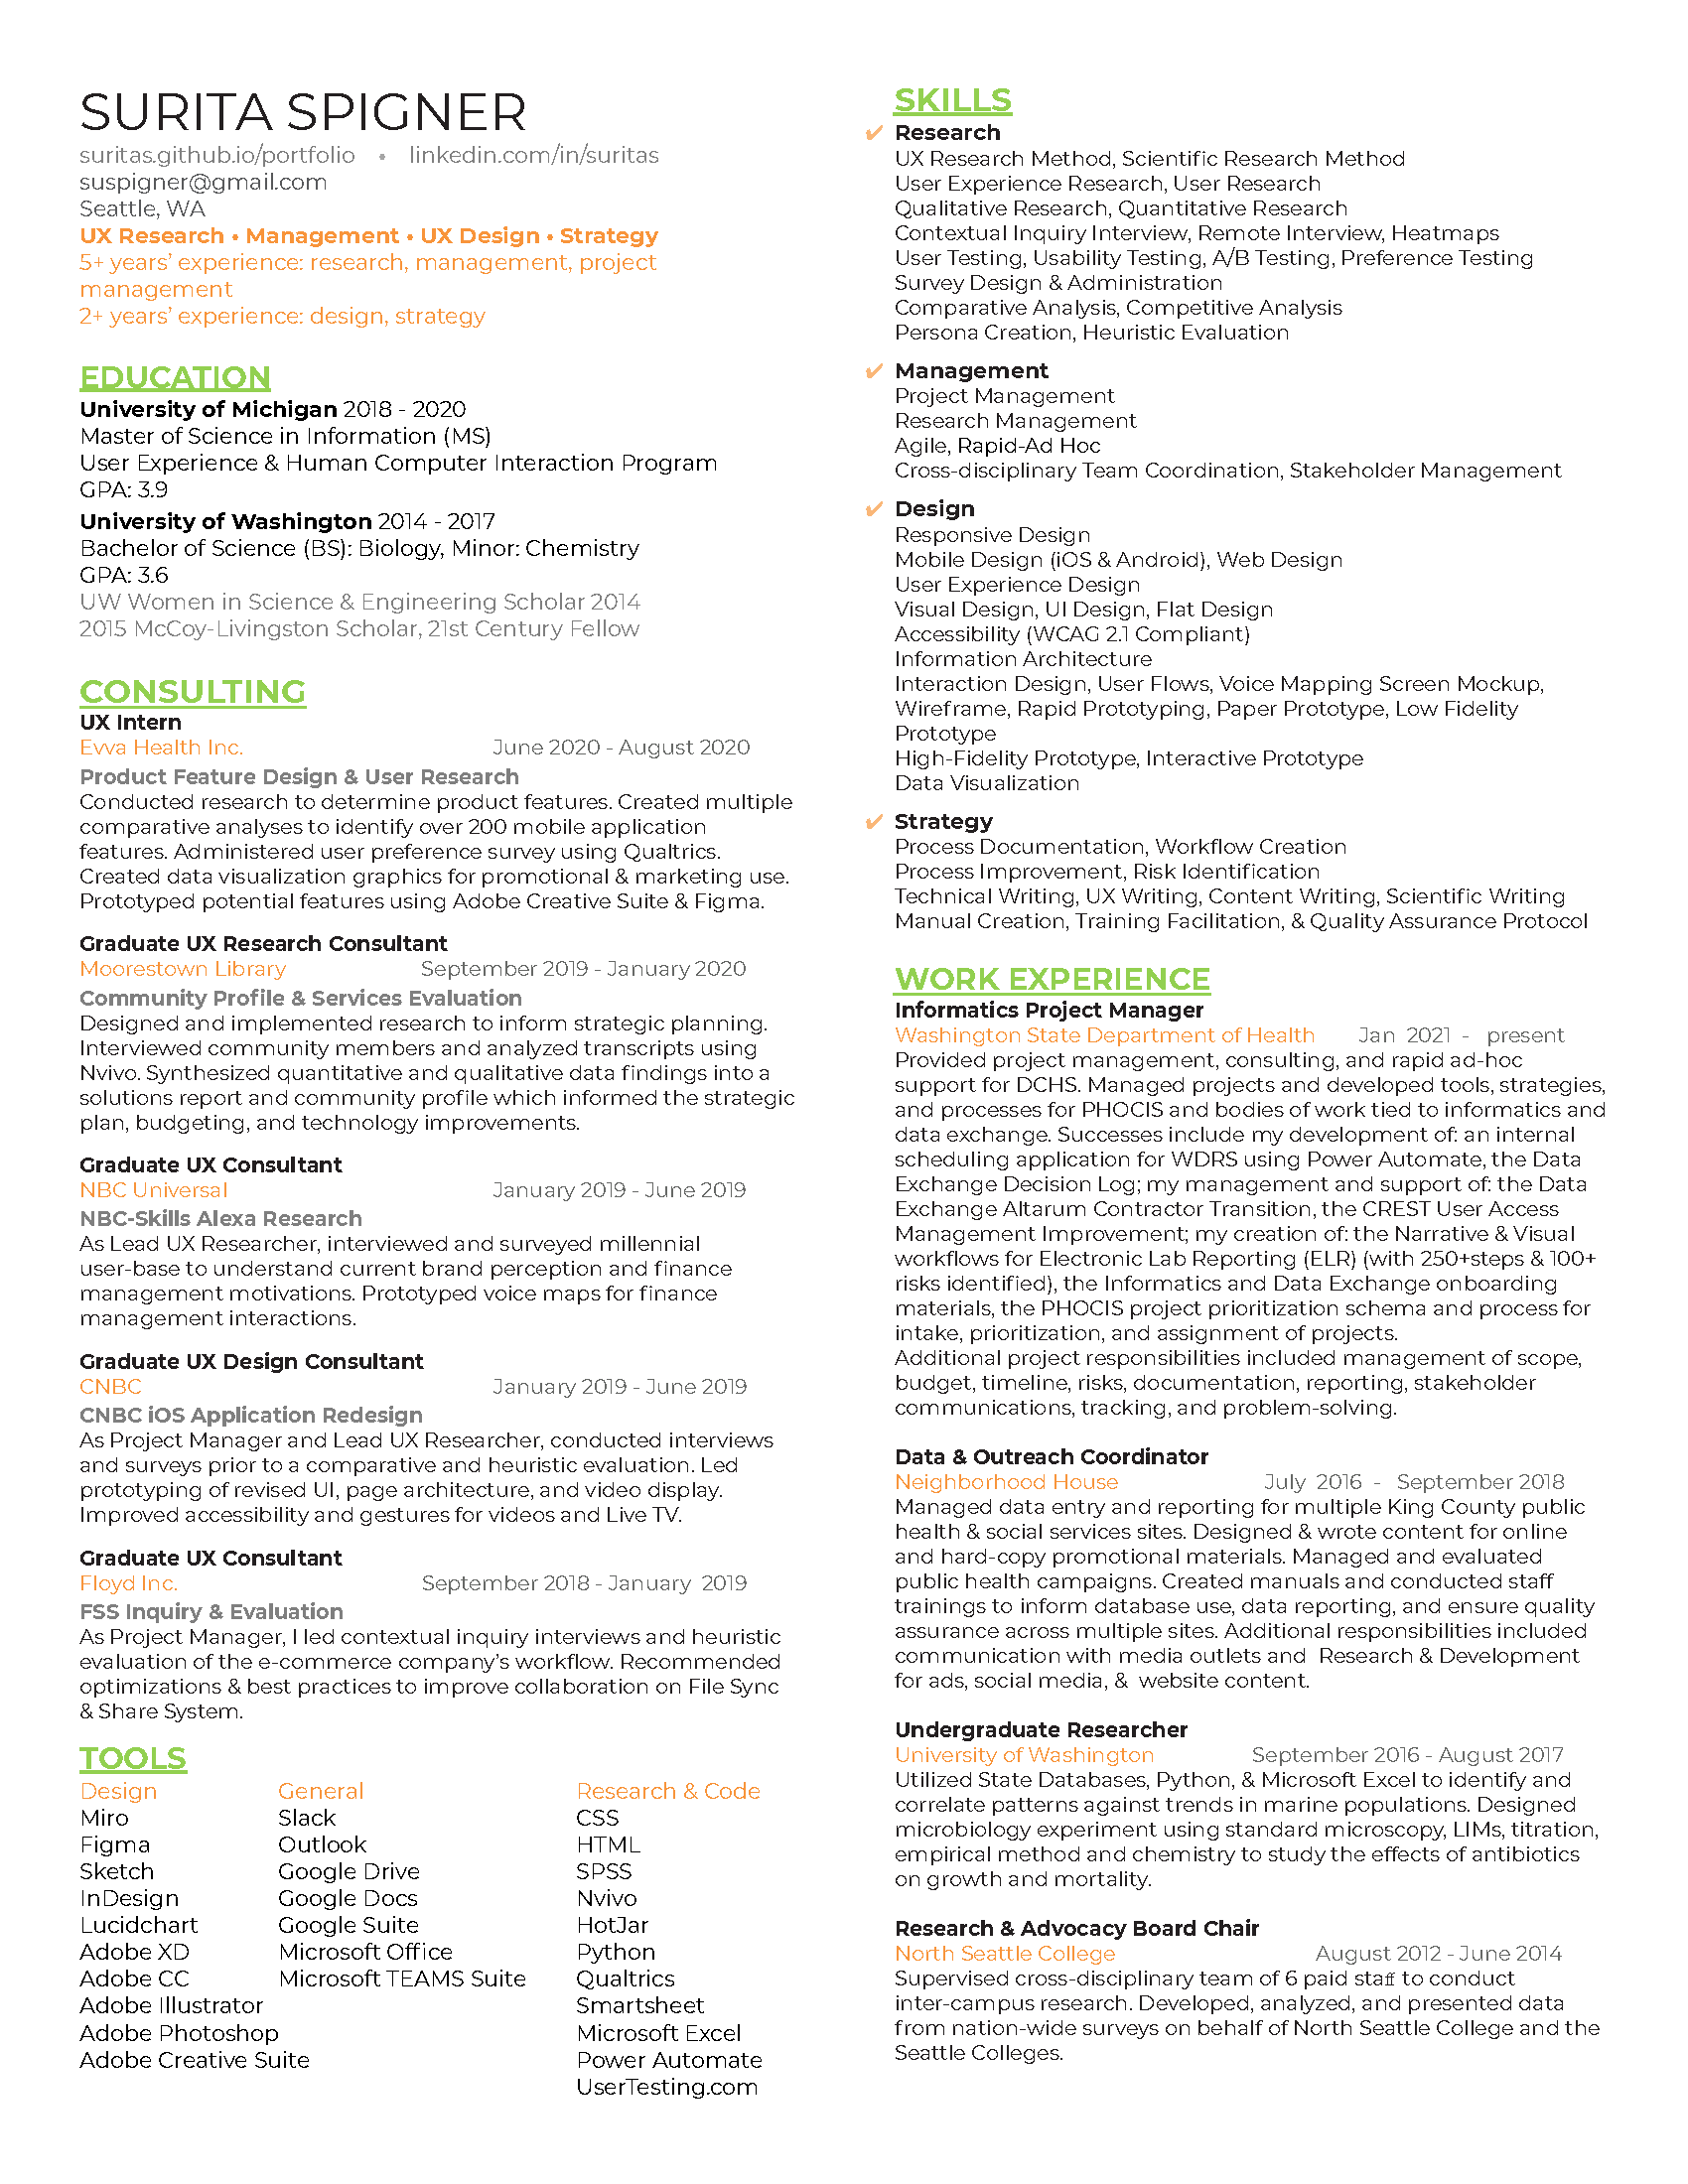 SURITA SPIGNER
suritas.github.io/portfolio • linkedin.com/in/suritas
suspigner@gmail.com
Seattle, WA
UX Research • Management • UX Design • Strategy
5+ years’ experience: research, management, project
management
2+ years’ experience: design, strategy
EDUCATION
University of Michigan 2018 - 2020
Master of Science in Information (MS)
User Experience & Human Computer Interaction Program
GPA: 3.9
University of Washington 2014 - 2017
Bachelor of Science (BS): Biology, Minor: Chemistry
GPA: 3.6
UW Women in Science & Engineering Scholar 2014
2015 McCoy-Livingston Scholar, 21st Century Fellow
CONSULTING
UX Intern
Evva Health Inc. June 2020 - August 2020
Product Feature Design & User Research
Conducted research to determine product features. Created multiple
comparative analyses to identify over 200 mobile application
features. Administered user preference survey using Qualtrics.
Created data visualization graphics for promotional & marketing use.
Prototyped potential features using Adobe Creative Suite & Figma.
Graduate UX Research Consultant
Moorestown Library September 2019 - January 2020
Community Profile & Services Evaluation
Designed and implemented research to inform strategic planning.
Interviewed community members and analyzed transcripts using
Nvivo. Synthesized quantitative and qualitative data findings into a
solutions report and community profile which informed the strategic
plan, budgeting, and technology improvements.
Graduate UX Consultant
NBC Universal January 2019 - June 2019
NBC-Skills Alexa Research
As Lead UX Researcher, interviewed and surveyed millennial
user-base to understand current brand perception and finance
management motivations. Prototyped voice maps for finance
management interactions.
Graduate UX Design Consultant
CNBC January 2019 - June 2019
CNBC iOS Application Redesign
As Project Manager and Lead UX Researcher, conducted interviews
and surveys prior to a comparative and heuristic evaluation. Led
prototyping of revised UI, page architecture, and video display.
Improved accessibility and gestures for videos and Live TV.
Graduate UX Consultant
Floyd Inc. September 2018 - January 2019
FSS Inquiry & Evaluation
As Project Manager, I led contextual inquiry interviews and heuristic
evaluation of the e-commerce company’s workflow. Recommended
optimizations & best practices to improve collaboration on File Sync
& Share System.
TOOLS
Design General Research & Code
Miro Slack CSS
Figma Outlook HTML
Sketch Google Drive SPSS
InDesign Google Docs Nvivo
Lucidchart Google Suite HotJar
Adobe XD Microsoft Office Python
Adobe CC Microsoft TEAMS Suite Qualtrics
Adobe Illustrator Smartsheet
Adobe Photoshop Microsoft Excel
Adobe Creative Suite Power Automate
UserTesting.com
SKILLS
✔ Research
UX Research Method, Scientific Research Method
User Experience Research, User Research
Qualitative Research, Quantitative Research
Contextual Inquiry Interview, Remote Interview, Heatmaps
User Testing, Usability Testing, A/B Testing, Preference Testing
Survey Design & Administration
Comparative Analysis, Competitive Analysis
Persona Creation, Heuristic Evaluation
✔ Management
Project Management
Research Management
Agile, Rapid-Ad Hoc
Cross-disciplinary Team Coordination, Stakeholder Management
✔ Design
Responsive Design
Mobile Design (iOS & Android), Web Design
User Experience Design
Visual Design, UI Design, Flat Design
Accessibility (WCAG 2.1 Compliant)
Information Architecture
Interaction Design, User Flows, Voice Mapping Screen Mockup,
Wireframe, Rapid Prototyping, Paper Prototype, Low Fidelity
Prototype
High-Fidelity Prototype, Interactive Prototype
Data Visualization
✔ Strategy
Process Documentation, Workflow Creation
Process Improvement, Risk Identification
Technical Writing, UX Writing, Content Writing, Scientific Writing
Manual Creation, Training Facilitation, & Quality Assurance Protocol
WORK EXPERIENCE
Informatics Project Manager
Washington State Department of Health Jan 2021 - present
Provided project management, consulting, and rapid ad-hoc
support for DCHS. Managed projects and developed tools, strategies,
and processes for PHOCIS and bodies of work tied to informatics and
data exchange. Successes include my development of: an internal
scheduling application for WDRS using Power Automate, the Data
Exchange Decision Log; my management and support of: the Data
Exchange Altarum Contractor Transition, the CREST User Access
Management Improvement; my creation of: the Narrative & Visual
workflows for Electronic Lab Reporting (ELR) (with 250+steps & 100+
risks identified), the Informatics and Data Exchange onboarding
materials, the PHOCIS project prioritization schema and process for
intake, prioritization, and assignment of projects.
Additional project responsibilities included management of scope,
budget, timeline, risks, documentation, reporting, stakeholder
communications, tracking, and problem-solving.
Data & Outreach Coordinator
Neighborhood House July 2016 - September 2018
Managed data entry and reporting for multiple King County public
health & social services sites. Designed & wrote content for online
and hard-copy promotional materials. Managed and evaluated
public health campaigns. Created manuals and conducted staff
trainings to inform database use, data reporting, and ensure quality
assurance across multiple sites. Additional responsibilities included
communication with media outlets and Research & Development
for ads, social media, & website content.
Undergraduate Researcher
University of Washington September 2016 - August 2017
Utilized State Databases, Python, & Microsoft Excel to identify and
correlate patterns against trends in marine populations. Designed
microbiology experiment using standard microscopy, LIMs, titration,
empirical method and chemistry to study the effects of antibiotics
on growth and mortality.
Research & Advocacy Board Chair
North Seattle College August 2012 - June 2014
Supervised cross-disciplinary team of 6 paid staff to conduct
inter-campus research. Developed, analyzed, and presented data
from nation-wide surveys on behalf of North Seattle College and the
Seattle Colleges.